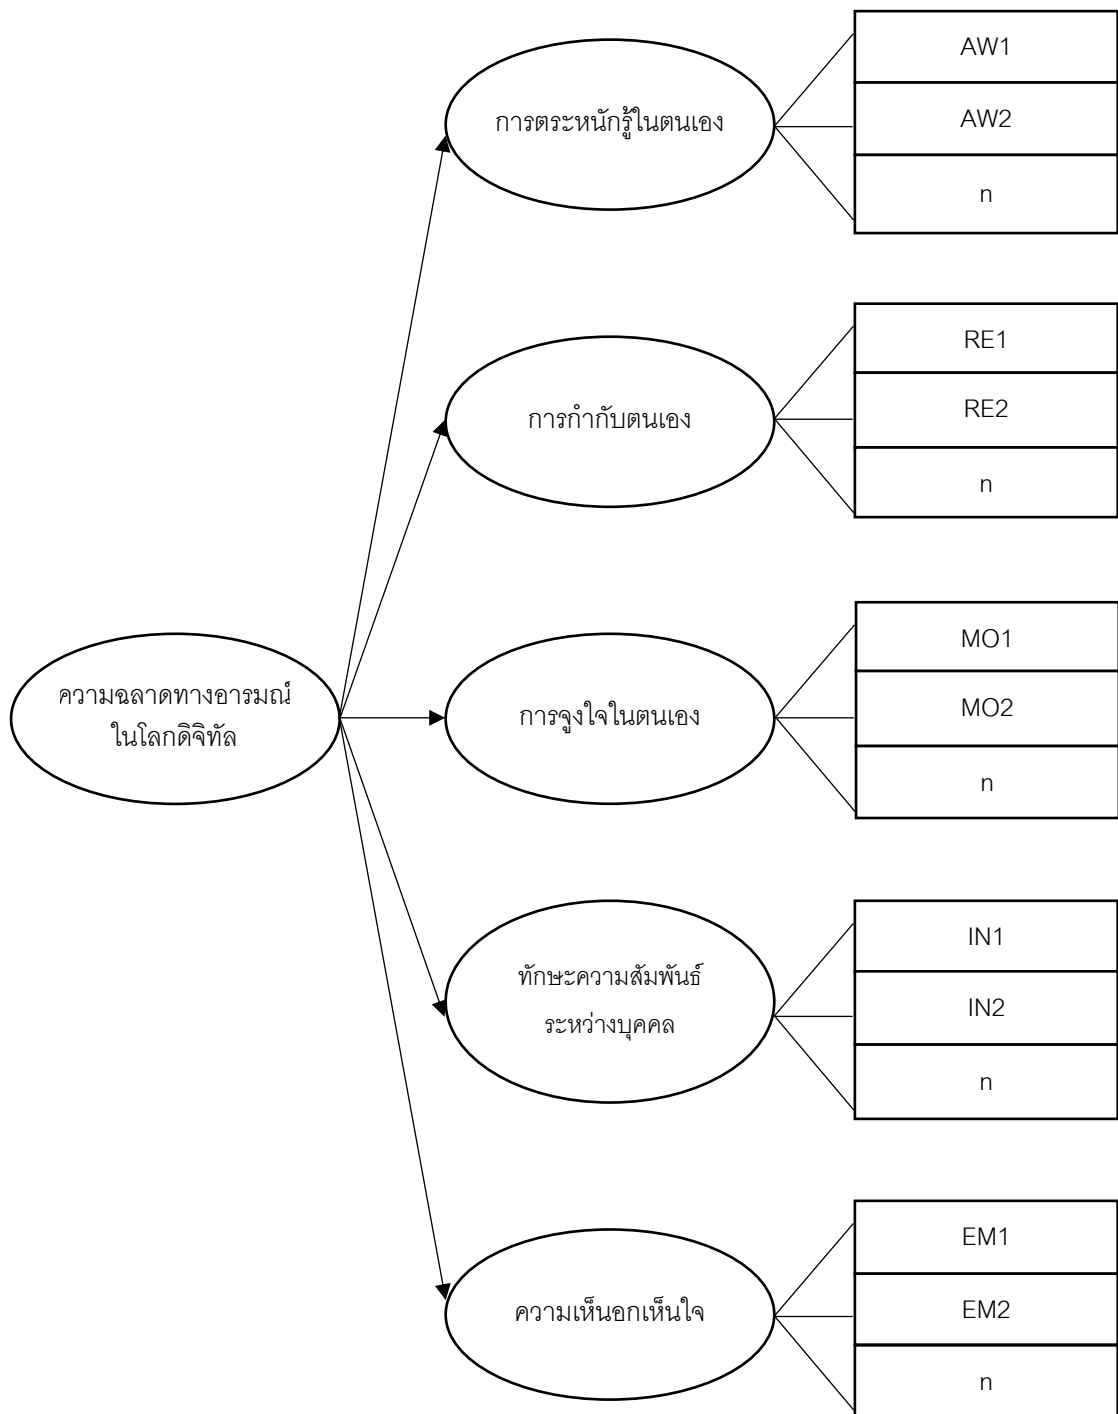 การตระหนักรู้ในตนเอง
AW1
AW2
n
การกำกับตนเอง
RE1
RE2
n
ความฉลาดทางอารมณ์
ในโลกดิจิทัล
การจูงใจในตนเอง
MO1
MO2
n
ทักษะความสัมพันธ์
ระหว่างบุคคล
IN1
IN2
n
ความเห็นอกเห็นใจ
EM1
EM2
n